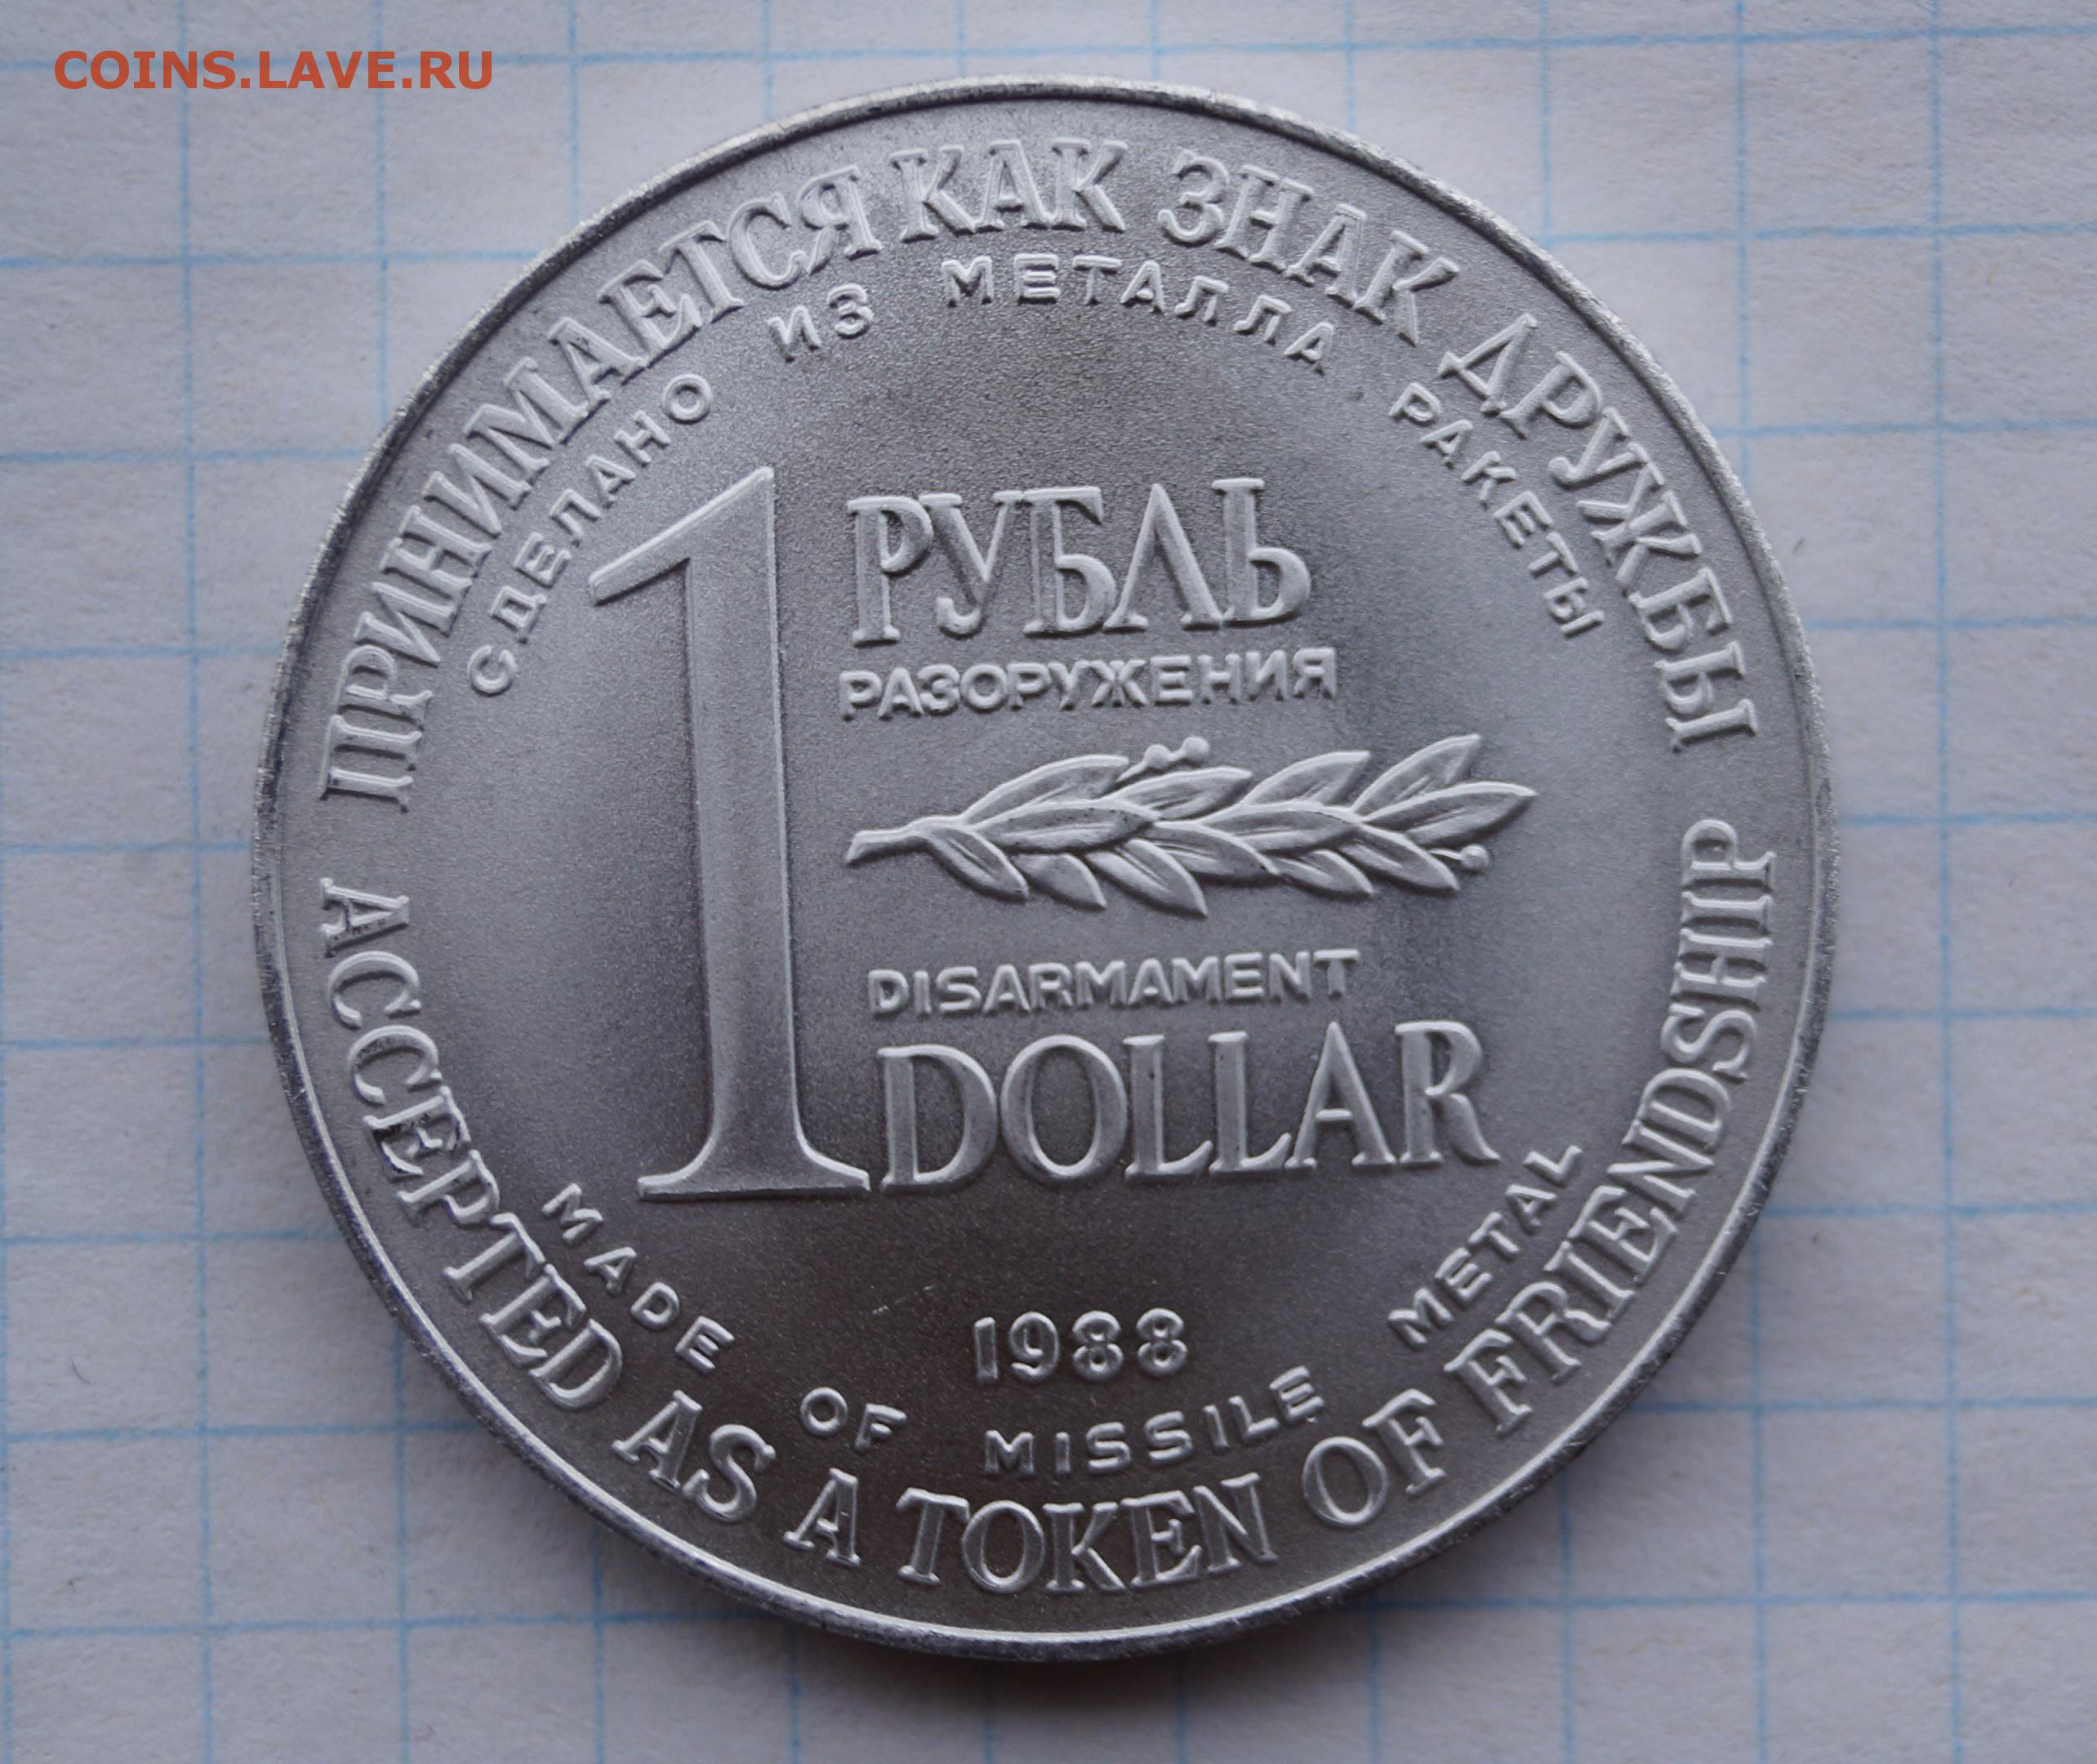 COINS.LAVE.RU
ПРИНИМАЕТСЯ КАК ЗНАК ДРУЖБЫ
СДЕЛАНО ИЗ МЕТАЛЛА РАКЕТЫ
1 РУБЛЬ
РАЗОРУЖЕНИЯ
DISARMAMENT
DOLLAR
1988
MADE OF MISSILE METAL
ACCEPTED AS A TOKEN OF FRIENDSHIP